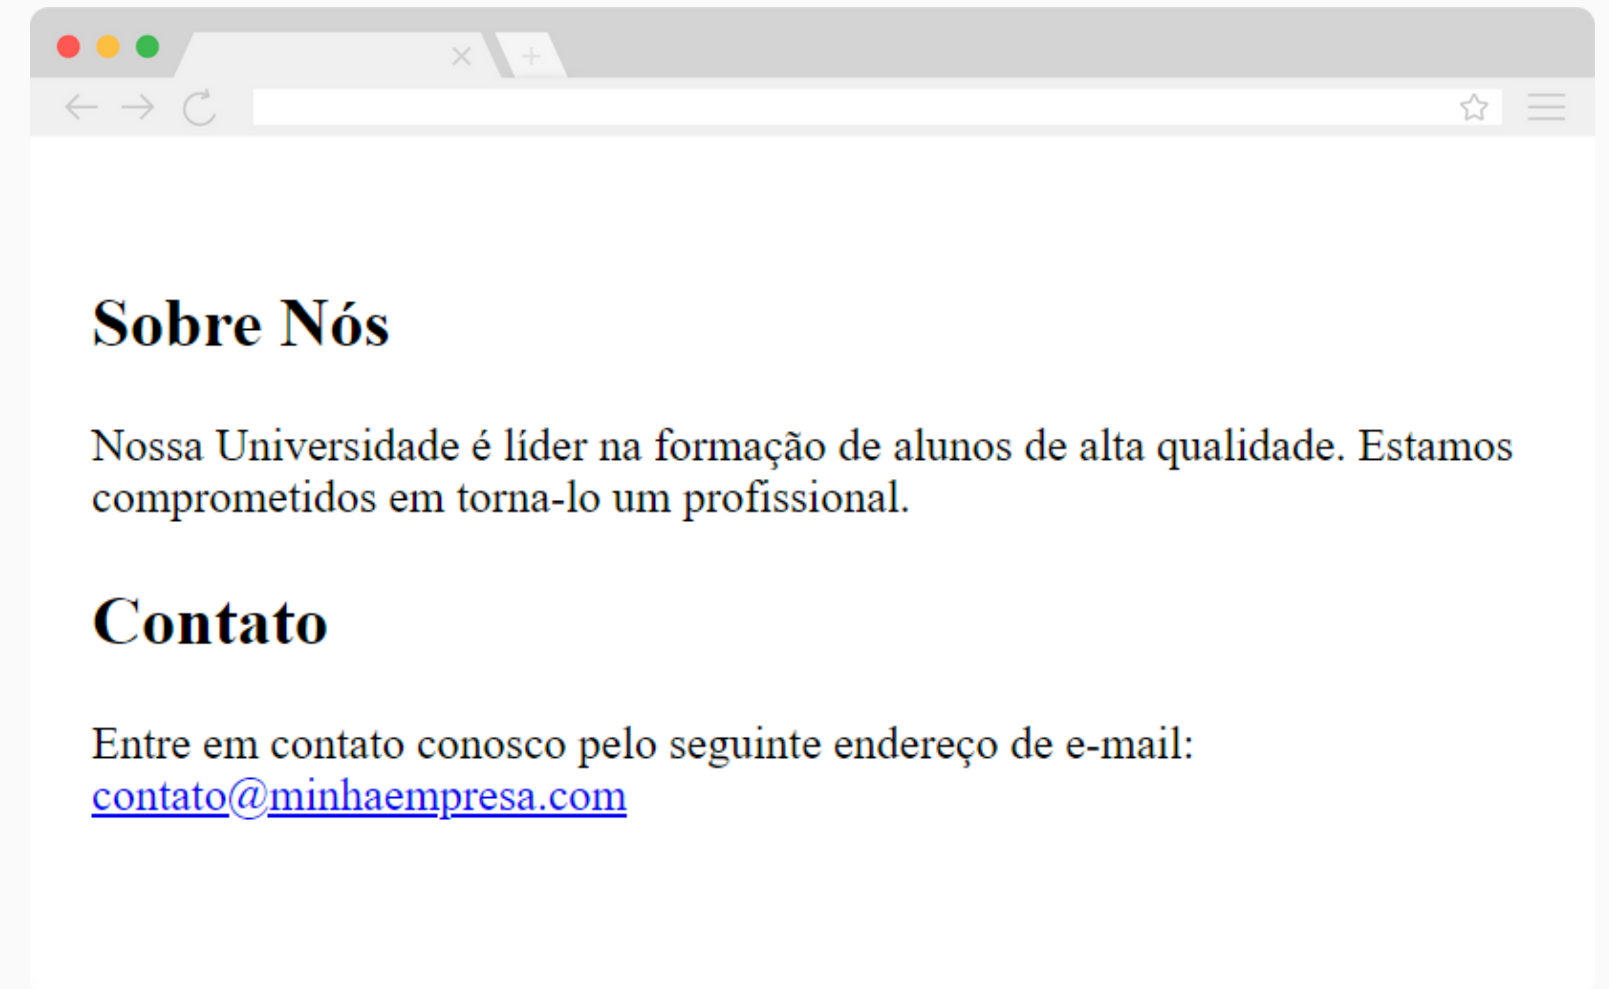 Sobre Nós
Nossa Universidade é líder na formação de alunos de alta qualidade. Estamos
comprometidos em torna-lo um profissional.
Contato
Entre em contato conosco pelo seguinte endereço de e-mail:
contato@minhaempresa.com